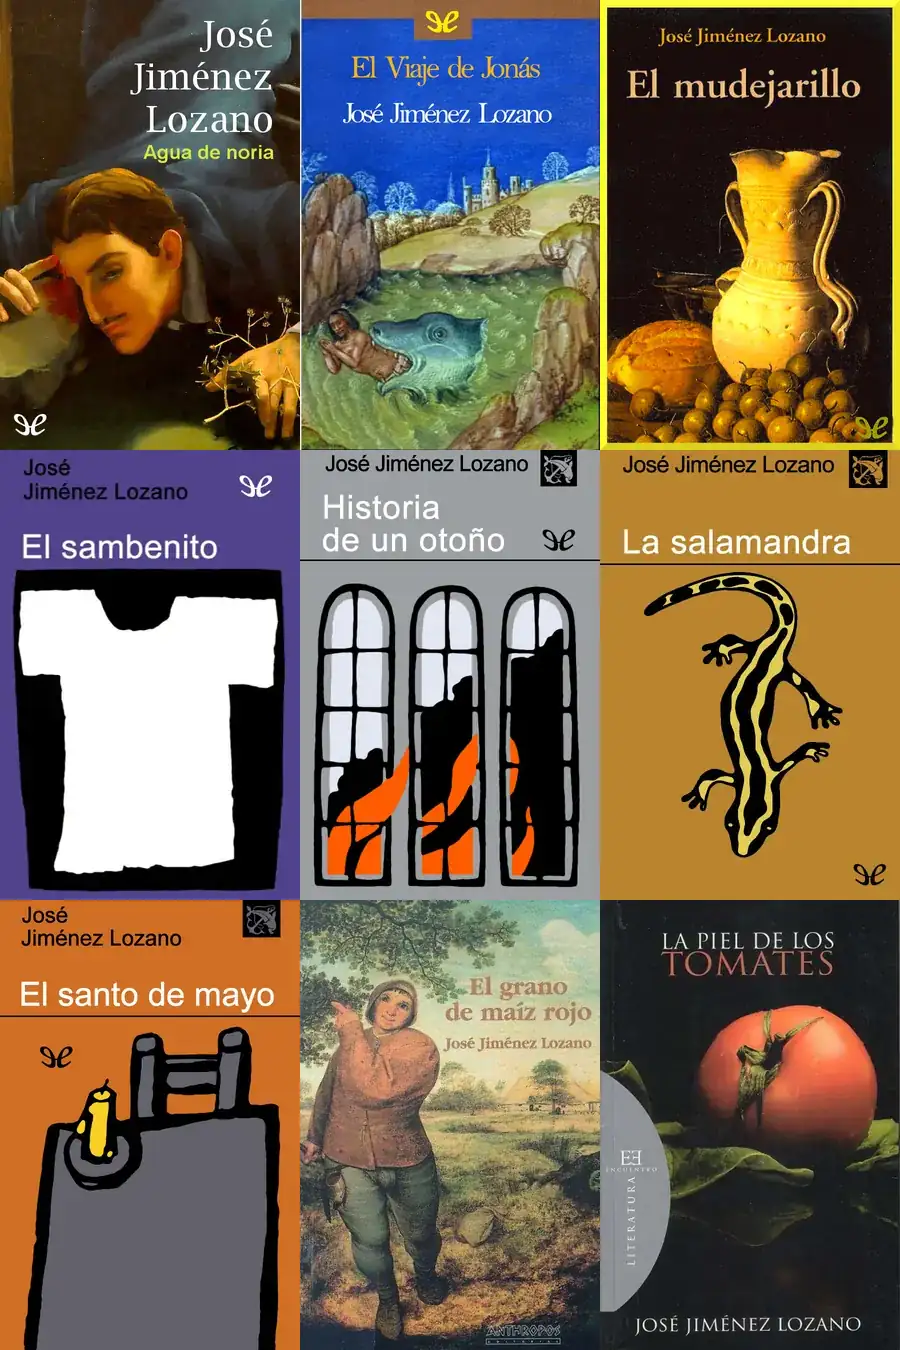 José
Jiménez
Lozano
Agua de noria
El Viaje de Jonás
José Jiménez Lozano
José Jiménez Lozano
El mudejarillo
José
Jiménez Lozano
El sambenito
José Jiménez Lozano
Historia
de un otoño
José Jiménez Lozano
La salamandra
José
Jiménez Lozano
El santo de mayo
El grano
de maíz rojo
José Jiménez Lozano
ANTHROPOS
EDITORIAL
LA PIEL DE LOS
TOMATES
ENCUENTRO
LITERATURA
JOSÉ JIMÉNEZ LOZANO